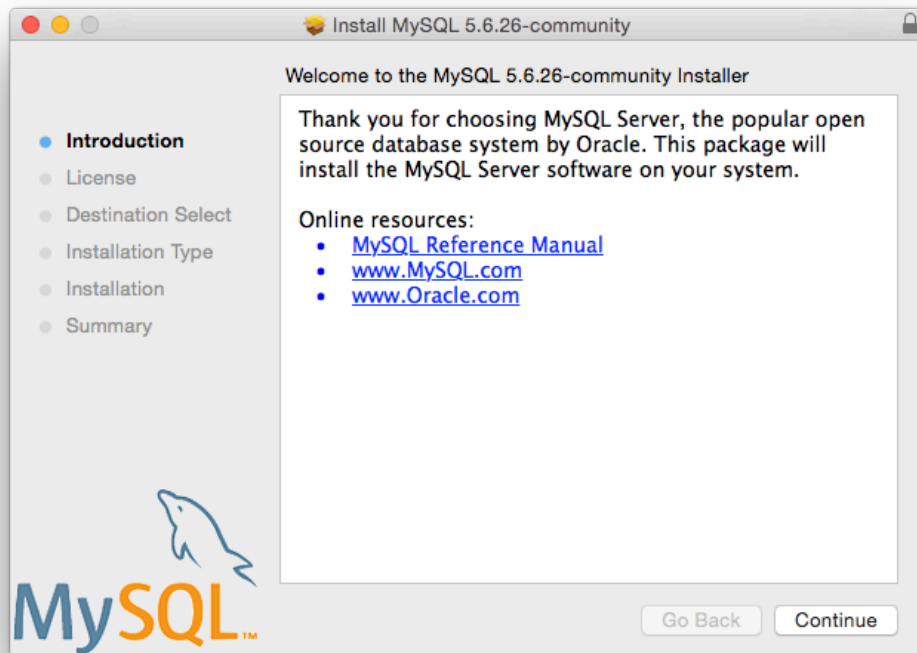 Install MySQL 5.6.26-community
Welcome to the MySQL 5.6.26-community Installer
Introduction
License
Destination Select
Installation Type
Installation
Summary
Thank you for choosing MySQL Server, the popular open
source database system by Oracle. This package will
install the MySQL Server software on your system.
Online resources:
• MySQL Reference Manual
• www.MySQL.com
• www.Oracle.com
MySQL™
Go Back
Continue